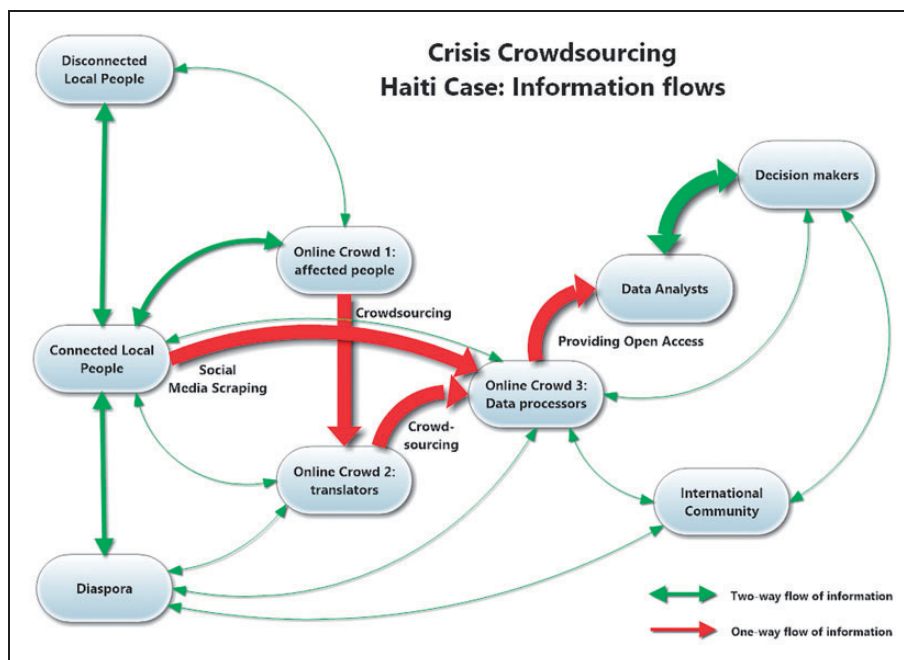 Crisis Crowdsourcing
Haiti Case: Information flows
Disconnected
Local People
Decision makers
Online Crowd 1:
affected people
Data Analysts
Crowdsourcing
Providing Open Access
Connected Local
People
Social
Media Scraping
Online Crowd 3:
Data processors
Crowd-
sourcing
Online Crowd 2:
translators
International
Community
Diaspora
Two-way flow of information
One-way flow of information